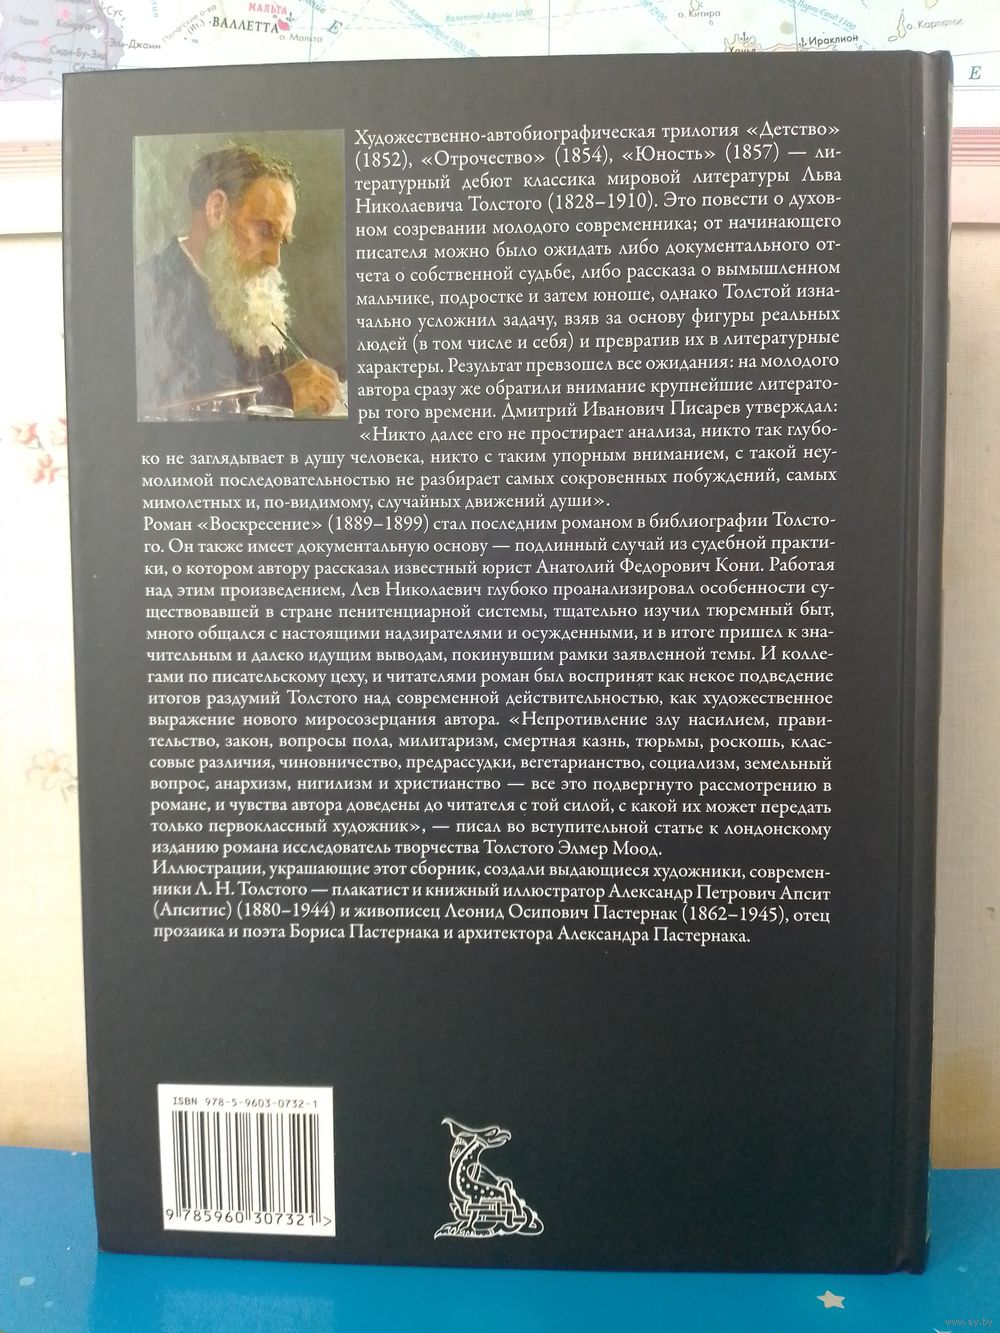 МАЛЬТА
ВАЛЛЕТТА
о. Мальта
Эль-Джамм
Сиди-Бу-Зид
Валетта-Афины 1000
о. Китира
Ханья
Ираклион
о. Карпатос
Е
Е
Художественно-автобиографическая трилогия «Детство»
(1852), «Отрочество» (1854), «Юность» (1857) — ли-
тературный дебют классика мировой литературы Льва
Николаевича Толстого (1828–1910). Это повести о духов-
ном созревании молодого современника; от начинающего
писателя можно было ожидать либо документального от-
чета о собственной судьбе, либо рассказа о вымышленном
мальчике, подростке и затем юноше, однако Толстой изна-
чально усложнил задачу, взяв за основу фигуры реальных
людей (в том числе и себя) и превратив их в литературные
характеры. Результат превзошел все ожидания: на молодого
автора сразу же обратили внимание крупнейшие литерато-
ры того времени. Дмитрий Иванович Писарев утверждал:
«Никто далее его не простирает анализа, никто так глубо-
ко не заглядывает в душу человека, никто с таким упорным вниманием, с такой неу-
молимой последовательностью не разбирает самых сокровенных побуждений, самых
мимолетных и, по-видимому, случайных движений души».
Роман «Воскресение» (1889–1899) стал последним романом в библиографии Толсто-
го. Он также имеет документальную основу — подлинный случай из судебной практи-
ки, о котором автору рассказал известный юрист Анатолий Федорович Кони. Работая
над этим произведением, Лев Николаевич глубоко проанализировал особенности су-
ществовавшей в стране пенитенциарной системы, тщательно изучил тюремный быт,
много общался с настоящими надзирателями и осужденными, и в итоге пришел к зна-
чительным и далеко идущим выводам, покинувшим рамки заявленной темы. И колле-
гами по писательскому цеху, и читателями роман был воспринят как некое подведение
итогов раздумий Толстого над современной действительностью, как художественное
выражение нового миросозерцания автора. «Непротивление злу насилием, прави-
тельство, закон, вопросы пола, милитаризм, смертная казнь, тюрьмы, роскошь, клас-
совые различия, чиновничество, предрассудки, вегетарианство, социализм, земельный
вопрос, анархизм, нигилизм и христианство — все это подвергнуто рассмотрению в
романе, и чувства автора доведены до читателя с той силой, с какой их может передать
только первоклассный художник», — писал во вступительной статье к лондонскому
изданию романа исследователь творчества Толстого Элмер Моод.
Иллюстрации, украшающие этот сборник, создали выдающиеся художники, современ-
ники Л. Н. Толстого — плакатист и книжный иллюстратор Александр Петрович Апсит
(Апситис) (1880–1944) и живописец Леонид Осипович Пастернак (1862–1945), отец
прозаика и поэта Бориса Пастернака и архитектора Александра Пастернака.
ISBN 978-5-9603-0732-1
9 785960 307321 >
www.ay.by